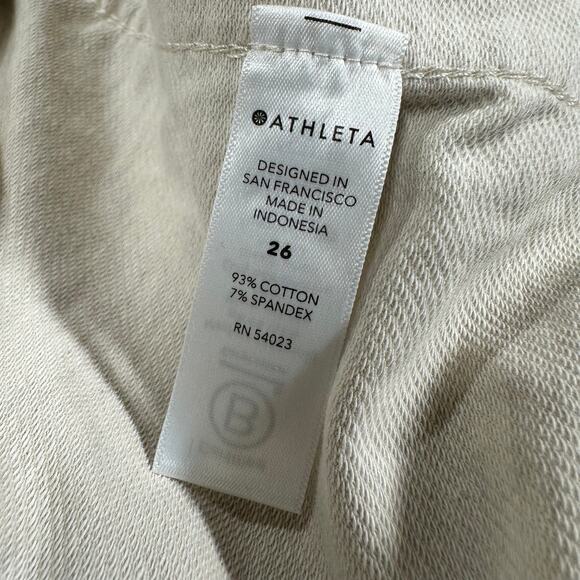 ATHLETA
DESIGNED IN
SAN FRANCISCO
MADE IN
INDONESIA
26
93% COTTON
7% SPANDEX
RN 54023
B